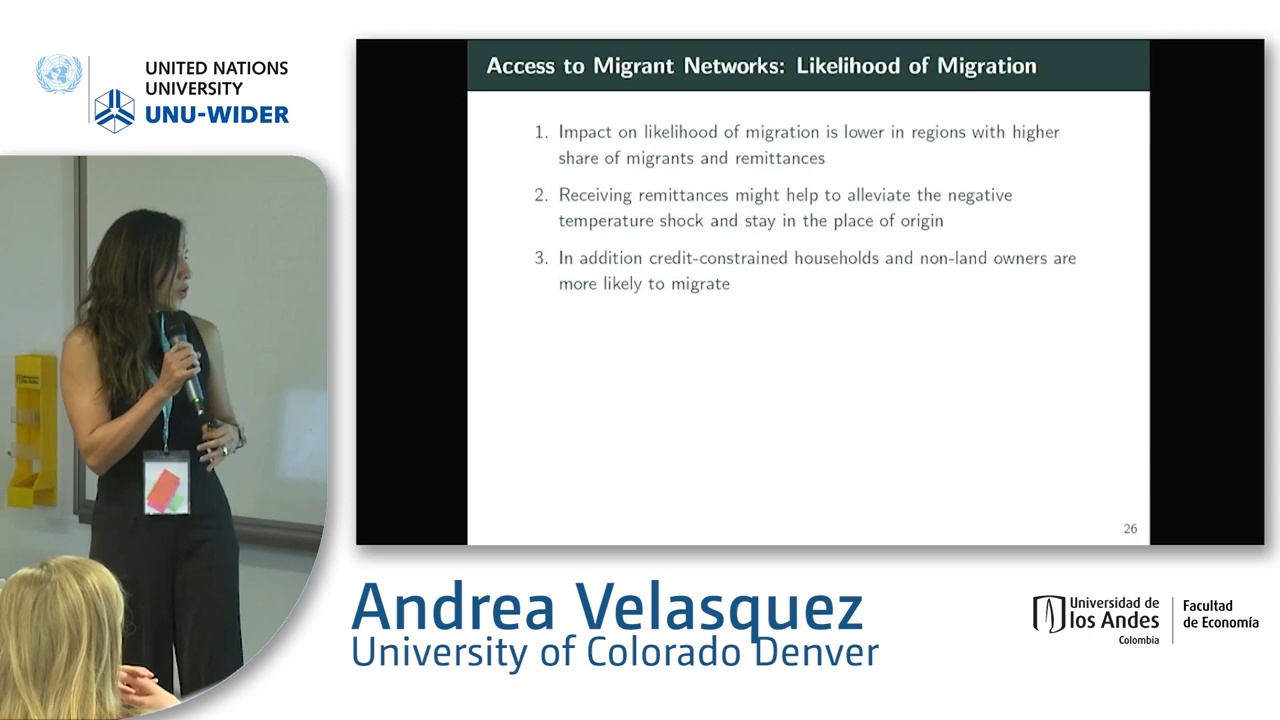 UNITED NATIONS
UNIVERSITY
UNU-WIDER
Access to Migrant Networks: Likelihood of Migration
1. Impact on likelihood of migration is lower in regions with higher
share of migrants and remittances
2. Receiving remittances might help to alleviate the negative
temperature shock and stay in the place of origin
3. In addition credit-constrained households and non-land owners are
more likely to migrate
26
Andrea Velasquez
University of Colorado Denver
Universidad de
los Andes
Colombia
Facultad
de Economía